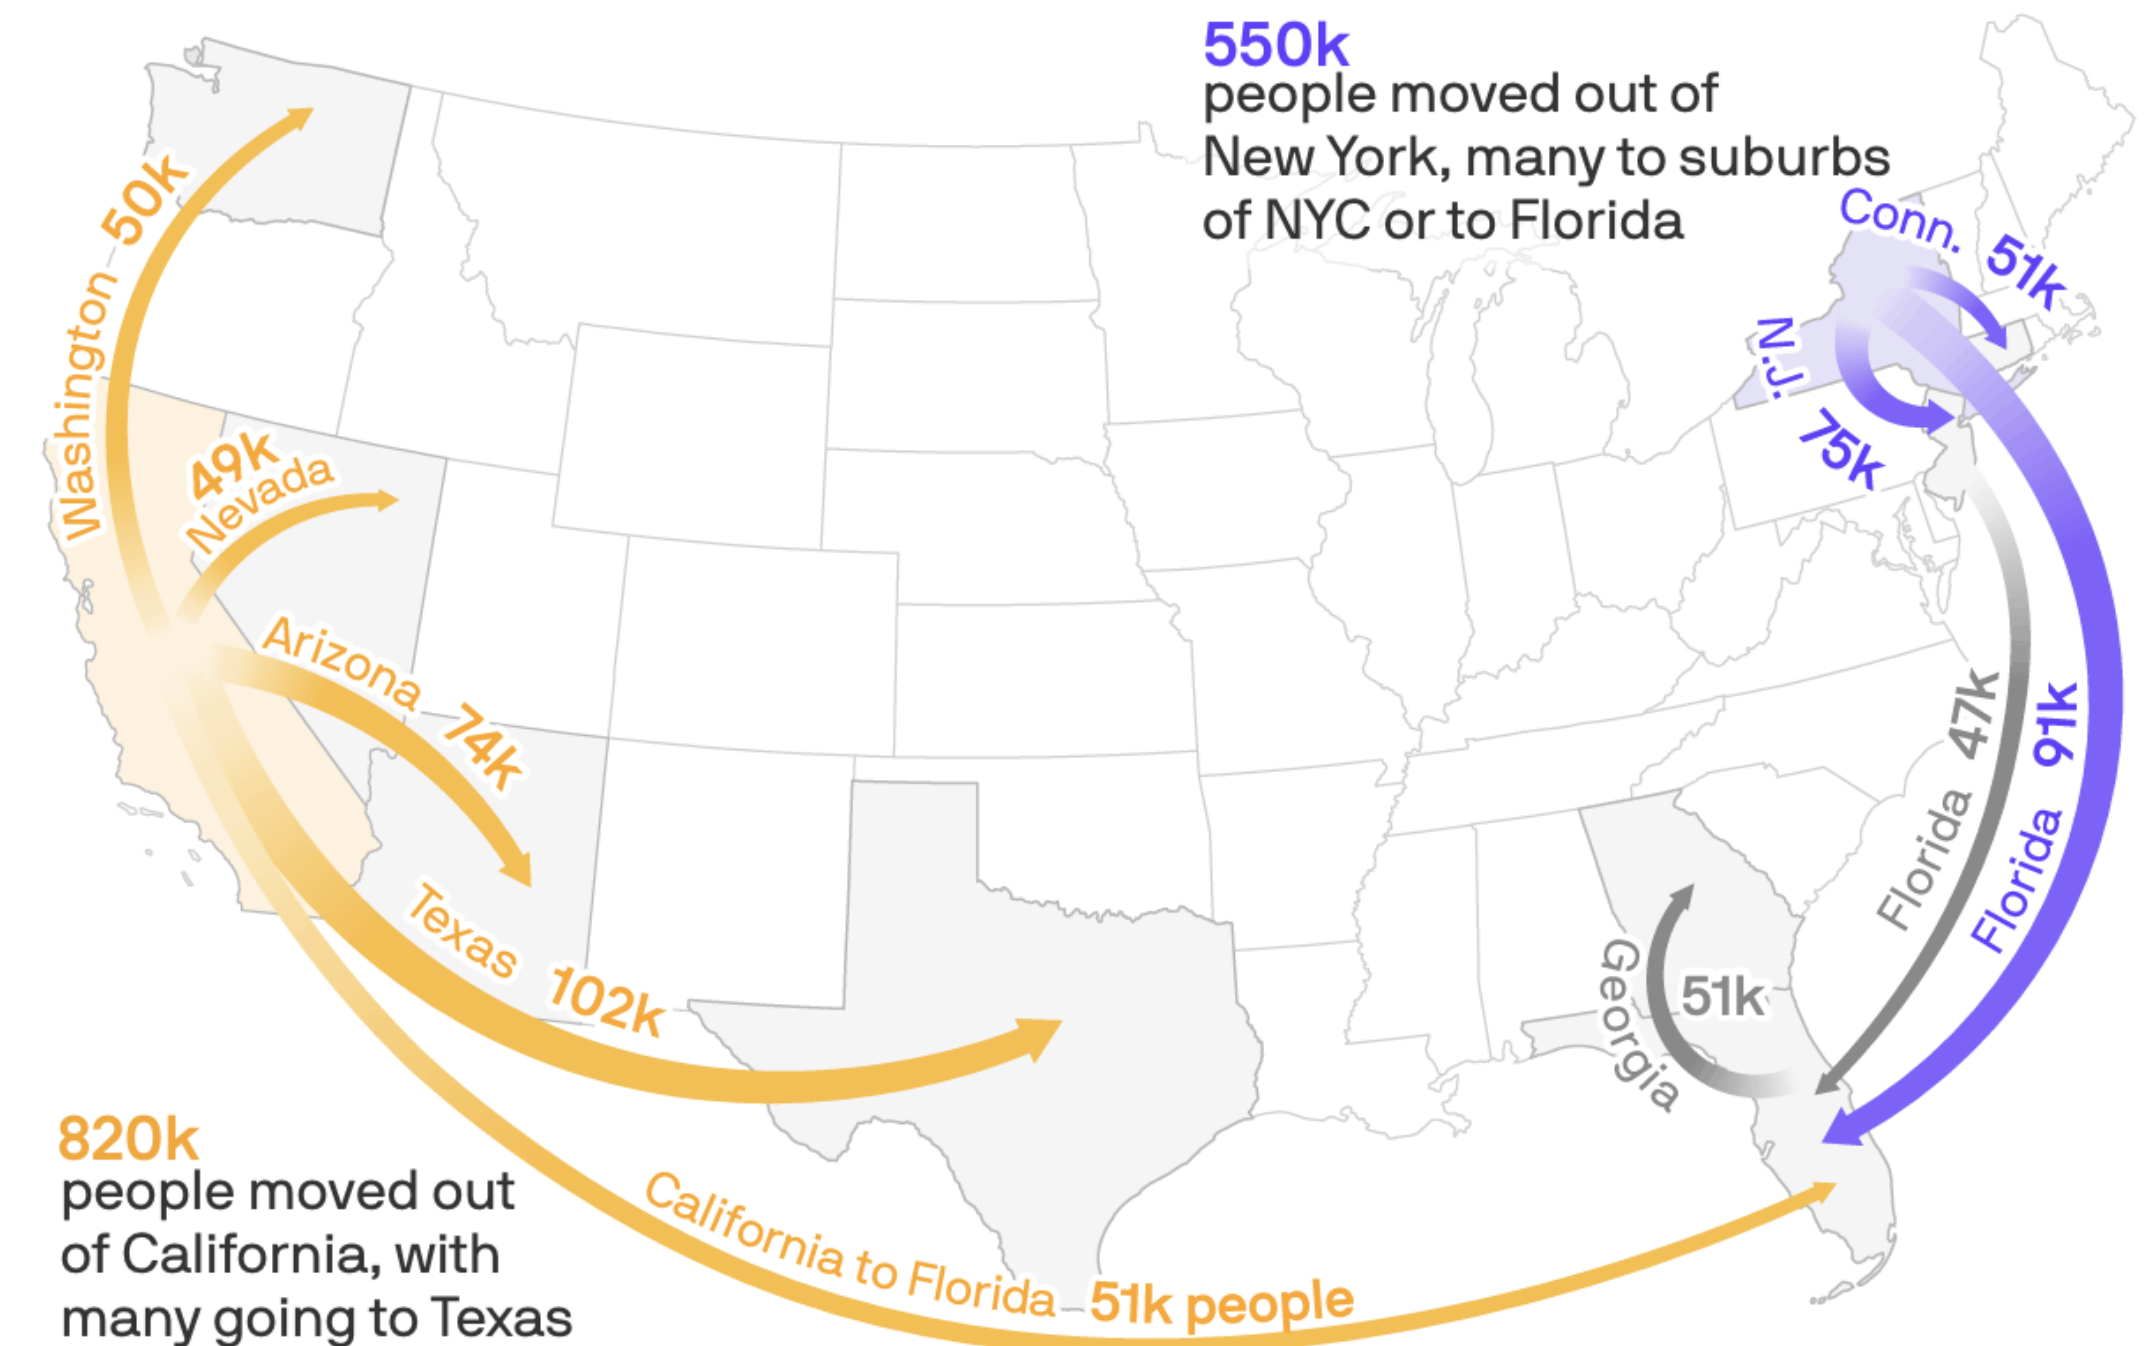 550k
people moved out of
New York, many to suburbs
of NYC or to Florida
Conn. 51k
N.J. 75k
Washington 50k
49k
Nevada
Arizona 74k
Texas 102k
Florida 47k
Florida 91k
Georgia 51k
820k
people moved out
of California, with
many going to Texas
California to Florida 51k people